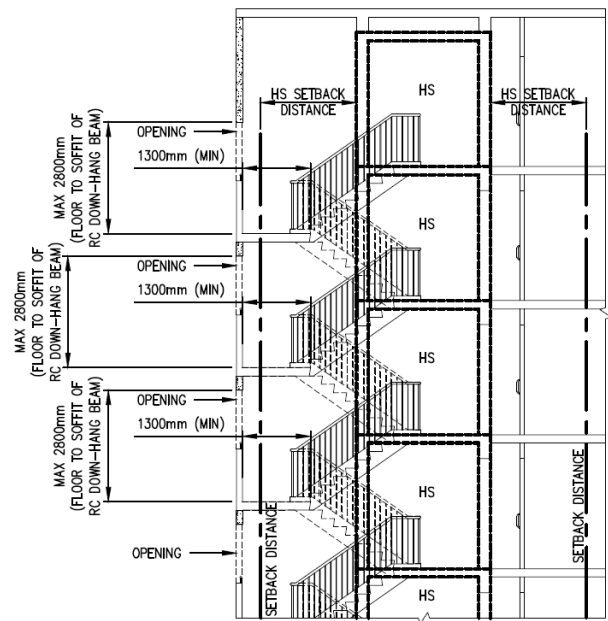 HS SETBACK
DISTANCE
HS
HS SETBACK
DISTANCE
MAX 2800mm
(FLOOR TO SOFFIT OF
RC DOWN-HANG BEAM)
OPENING
1300mm (MIN)
HS
MAX 2800mm
(FLOOR TO SOFFIT OF
RC DOWN-HANG BEAM)
OPENING
1300mm (MIN)
HS
MAX 2800mm
(FLOOR TO SOFFIT OF
RC DOWN-HANG BEAM)
OPENING
1300mm (MIN)
HS
OPENING
SETBACK DISTANCE
SETBACK DISTANCE
HS